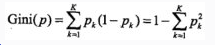 Gini(p) = ∑_{k=1}^{K} p_k(1-p_k) = 1-∑_{k=1}^{K} p_k^2